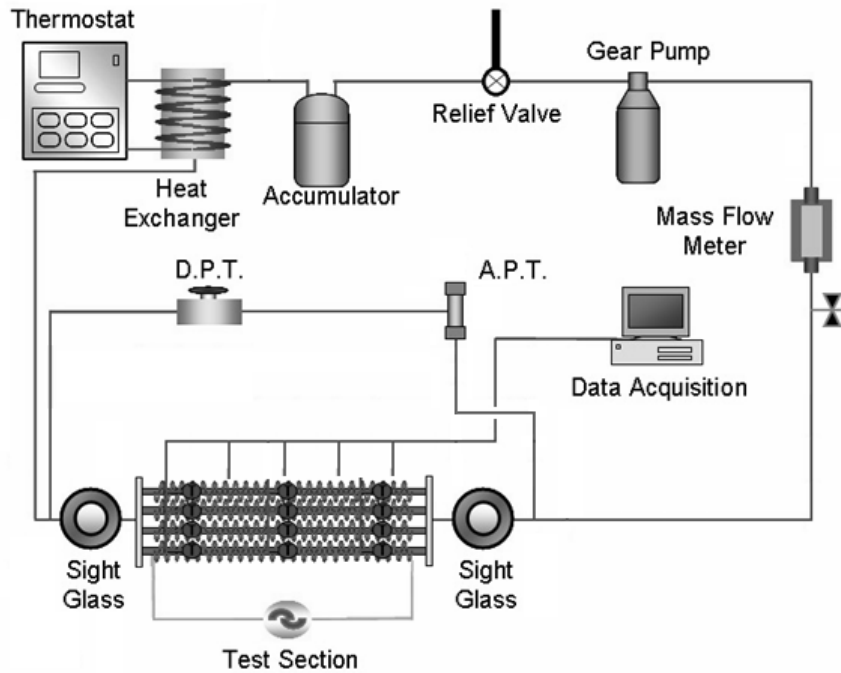 Thermostat
Gear Pump
Relief Valve
Heat
Exchanger
Accumulator
Mass Flow
Meter
D.P.T.
A.P.T.
Data Acquisition
Sight
Glass
Sight
Glass
Test Section